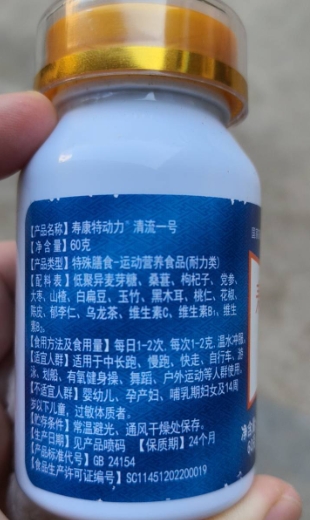 【产品名称】寿康特动力® 清流一号
【净含量】60克
【产品类型】特殊膳食-运动营养食品(耐力类)
【配料表】低聚异麦芽糖、桑葚、枸杞子、党参、
大枣、山楂、白扁豆、玉竹、黑木耳、桃仁、花椒、
陈皮、郁李仁、乌龙茶、维生素C、维生素B₁、维生
素B₂。
【食用方法及食用量】每日1-2次，每次1-2克，温水冲服。
【适宜人群】适用于中长跑、慢跑、快走、自行车、游
泳、划船、有氧健身操、舞蹈、户外运动等人群使用。
【不适宜人群】婴幼儿、孕产妇、哺乳期妇女及14周
岁以下儿童，过敏体质者。
【贮存条件】常温避光、通风干燥处保存。
【生产日期】见产品喷码 【保质期】24个月
【产品标准代号】GB 24154
【食品生产许可证编号】SC11451202200019
净含